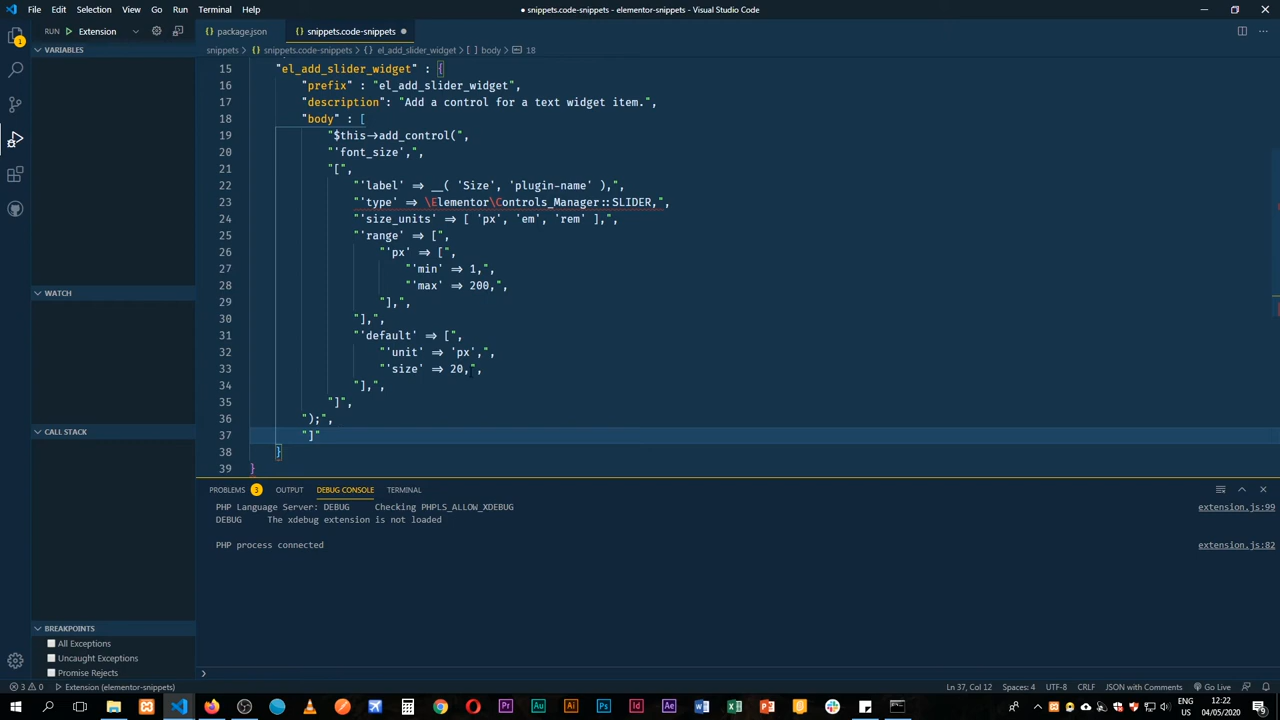 File Edit Selection View Go Run Terminal Help
● snippets.code-snippets - elementor-snippets - Visual Studio Code
RUN Extension
package.json
snippets.code-snippets ●
snippets > snippets.code-snippets > {} el_add_slider_widget > [ ] body > 18
VARIABLES
WATCH
CALL STACK
BREAKPOINTS
All Exceptions
Uncaught Exceptions
Promise Rejects
15 "el_add_slider_widget" : {
16 "prefix" : "el_add_slider_widget",
17 "description": "Add a control for a text widget item.",
18 "body" : [
19 "$this→add_control(",
20 "'font_size',",
21 "[",
22 "'label' ⇒ __( 'Size', 'plugin-name' ),",
23 "'type' ⇒ \Elementor\Controls_Manager::SLIDER,",
24 "'size_units' ⇒ [ 'px', 'em', 'rem' ],",
25 "'range' ⇒ [",
26 "'px' ⇒ [",
27 "'min' ⇒ 1,",
28 "'max' ⇒ 200,",
29 "],",
30 "],",
31 "'default' ⇒ [",
32 "'unit' ⇒ 'px',",
33 "'size' ⇒ 20,",
34 "],",
35 "]",
36 ");",
37 "]"
38 }
39 }
PROBLEMS 3 OUTPUT DEBUG CONSOLE TERMINAL
PHP Language Server: DEBUG Checking PHPLS_ALLOW_XDEBUG extension.js:99
DEBUG The xdebug extension is not loaded
PHP process connected extension.js:82
3 0 Extension (elementor-snippets) Ln 37, Col 12 Spaces: 4 UTF-8 CRLF JSON with Comments Go Live
Pr Au Ai Ps Id Ae
ENG
US
12:22
04/05/2020